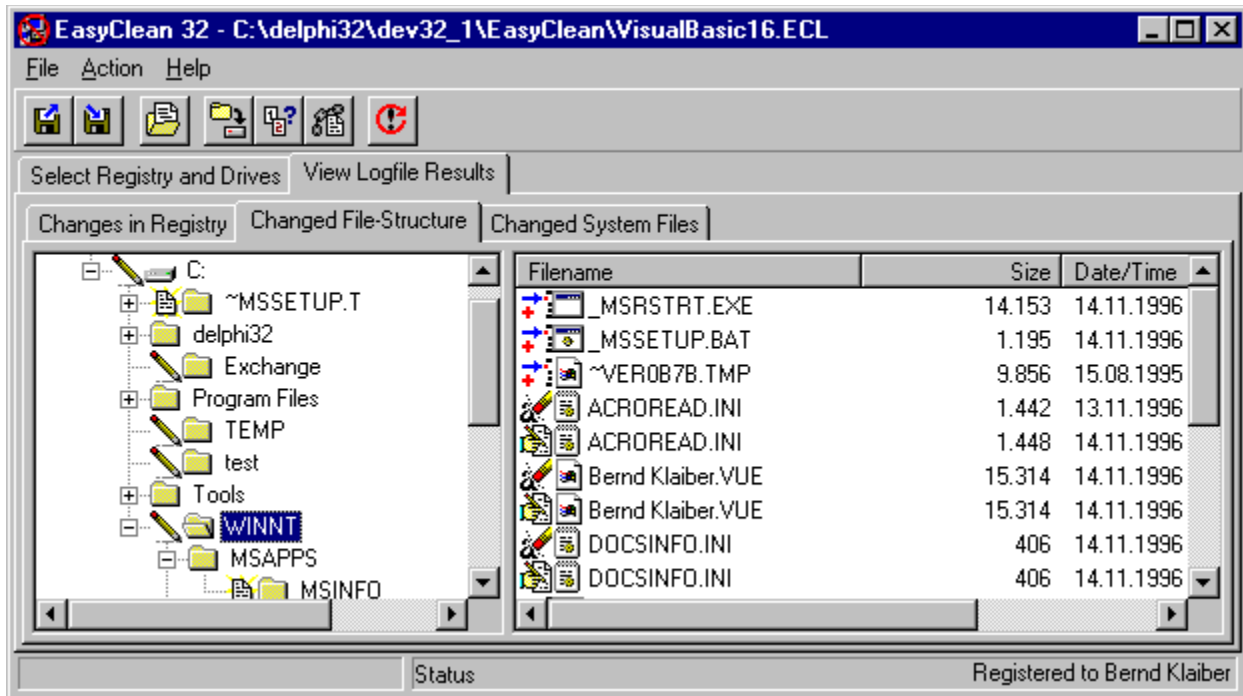 EasyClean 32 - C:\delphi32\dev32_1\EasyClean\VisualBasic16.ECL
File Action Help
Select Registry and Drives View Logfile Results
Changes in Registry Changed File-Structure Changed System Files
C:
~MSSETUP.T
delphi32
Exchange
Program Files
TEMP
test
Tools
WINNT
MSAPPS
MSINFO
Filename Size Date/Time
_MSRSTRT.EXE 14.153 14.11.1996
_MSSETUP.BAT 1.195 14.11.1996
~VER0B7B.TMP 9.856 15.08.1995
ACROREAD.INI 1.442 13.11.1996
ACROREAD.INI 1.448 14.11.1996
Bernd Klaiber.VUE 15.314 14.11.1996
Bernd Klaiber.VUE 15.314 14.11.1996
DOCSINFO.INI 406 14.11.1996
DOCSINFO.INI 406 14.11.1996
Status Registered to Bernd Klaiber